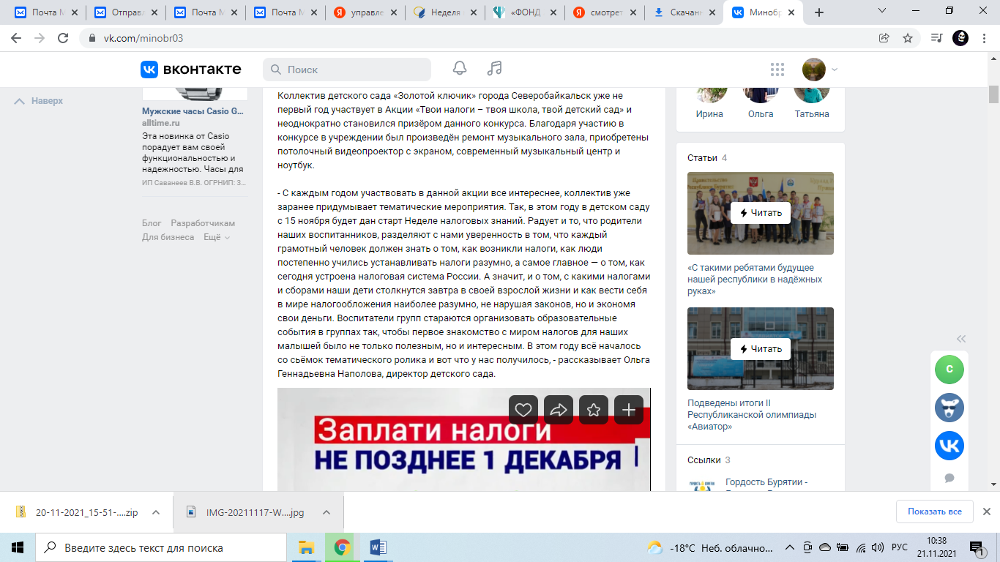 Почта М
Отправл
Почта М
Почта М
управле
Неделя
«ФОНД
смотрет
Скачанн
Минобр
vk.com/minobr03
вконтакте
Поиск
Наверх
Мужские часы Casio G...
alltime.ru
Эта новинка от Casio
порадует вам своей
функциональностью и
надежностью. Часы для
ИП Саванеев В.В. ОГРНИП: 3...
Блог Разработчикам
Для бизнеса Ещё
Коллектив детского сада «Золотой ключик» города Северобайкальск уже не
первый год участвует в Акции «Твои налоги – твоя школа, твой детский сад» и
неоднократно становился призёром данного конкурса. Благодаря участию в
конкурсе в учреждении был произведён ремонт музыкального зала, приобретены
потолочный видеопроектор с экраном, современный музыкальный центр и
ноутбук.
- С каждым годом участвовать в данной акции все интереснее, коллектив уже
заранее придумывает тематические мероприятия. Так, в этом году в детском саду
с 15 ноября будет дан старт Неделе налоговых знаний. Радует и то, что родители
наших воспитанников, разделяют с нами уверенность в том, что каждый
грамотный человек должен знать о том, как возникли налоги, как люди
постепенно учились устанавливать налоги разумно, а самое главное — о том, как
сегодня устроена налоговая система России. А значит, и о том, с какими налогами
и сборами наши дети столкнутся завтра в своей взрослой жизни и как вести себя
в мире налогообложения наиболее разумно, не нарушая законов, но и экономя
свои деньги. Воспитатели групп стараются организовать образовательные
события в группах так, чтобы первое знакомство с миром налогов для наших
малышей было не только полезным, но и интересным. В этом году всё началось
со съёмок тематического ролика и вот что у нас получилось, - рассказывает Ольга
Геннадьевна Наполова, директор детского сада.
Заплати налоги
НЕ ПОЗДНЕЕ 1 ДЕКАБРЯ
Ирина Ольга Татьяна
Статьи 4
Читать
«С такими ребятами будущее
нашей республики в надёжных
руках»
Читать
Подведены итоги II
Республиканской олимпиады
«Авиатор»
Ссылки 3
Гордость Бурятии -
С
20-11-2021_15-51-....zip
IMG-20211117-W....jpg
Показать все
Введите здесь текст для поиска
-18°C Неб. облачно...
РУС
10:38
21.11.2021
1